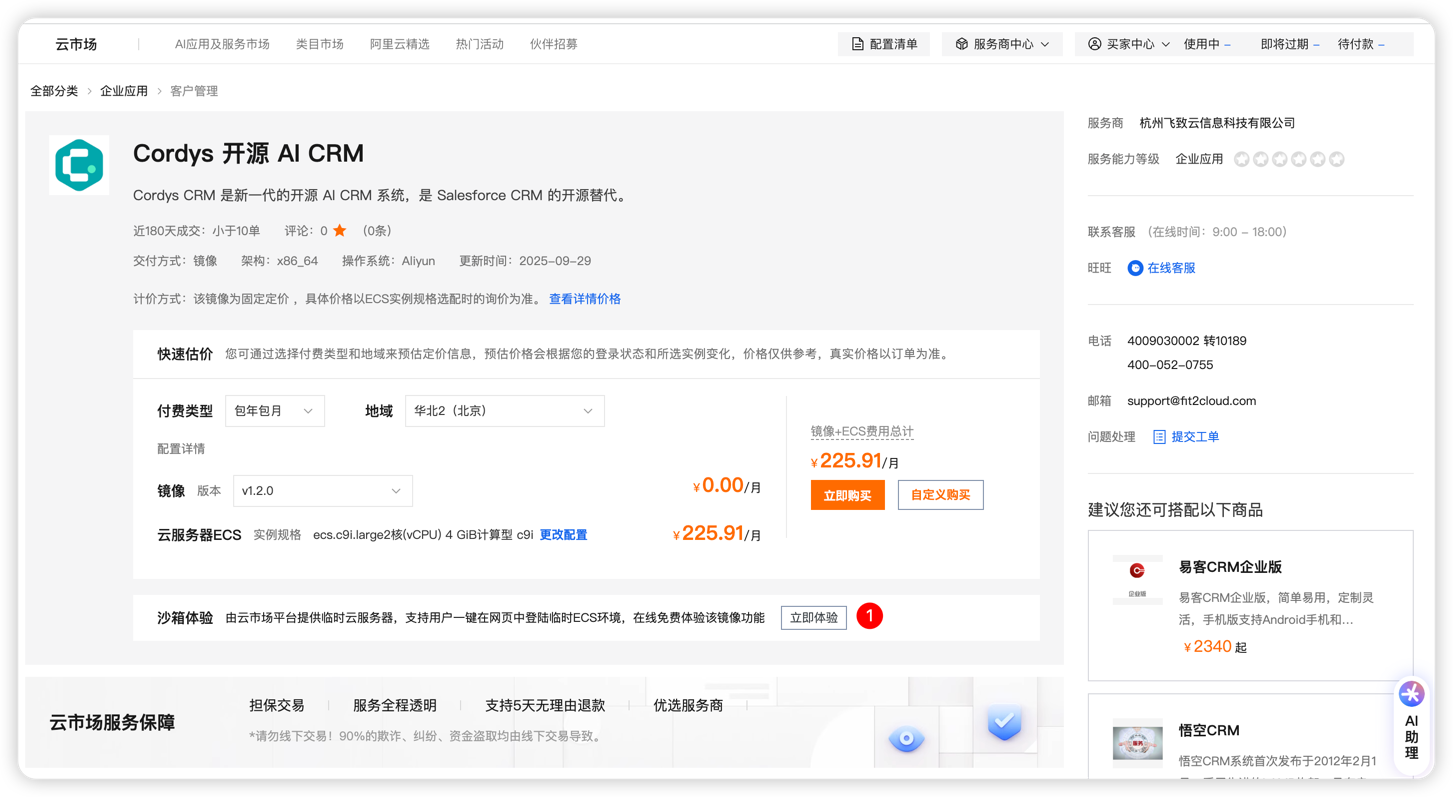 云市场
AI应用及服务市场
类目市场
阿里云精选
热门活动
伙伴招募
配置清单
服务商中心
买家中心
使用中 –
即将过期 –
待付款 –
全部分类 > 企业应用 > 客户管理
Cordys 开源 AI CRM
Cordys CRM 是新一代的开源 AI CRM 系统，是 Salesforce CRM 的开源替代。
近180天成交：小于10单 评论：0 (0条)
交付方式：镜像 架构：x86_64 操作系统：Aliyun 更新时间：2025-09-29
计价方式：该镜像为固定定价 ，具体价格以ECS实例规格选配时的询价为准。 查看详情价格
快速估价 您可通过选择付费类型和地域来预估定价信息，预估价格会根据您的登录状态和所选实例变化，价格仅供参考，真实价格以订单为准。
付费类型 包年包月 地域 华北2（北京）
配置详情
镜像 版本 v1.2.0 ¥0.00/月
云服务器ECS 实例规格 ecs.c9i.large2核(vCPU) 4 GiB计算型 c9i 更改配置 ¥225.91/月
镜像+ECS费用总计
¥225.91/月
立即购买 自定义购买
沙箱体验 由云市场平台提供临时云服务器，支持用户一键在网页中登陆临时ECS环境，在线免费体验该镜像功能 立即体验 1
云市场服务保障
担保交易 服务全程透明 支持5天无理由退款 优选服务商
*请勿线下交易！90%的欺诈、纠纷、资金盗取均由线下交易导致。
服务商 杭州飞致云信息科技有限公司
服务能力等级 企业应用
联系客服 （在线时间：9:00 – 18:00）
旺旺 在线客服
电话 4009030002 转10189
400-052-0755
邮箱 support@fit2cloud.com
问题处理 提交工单
建议您还可搭配以下商品
企业版
易客CRM企业版
易客CRM企业版，简单易用，定制灵
活，手机版支持Android手机和...
¥2340 起
悟空CRM
悟空CRM系统首次发布于2012年2月1
AI
助
理